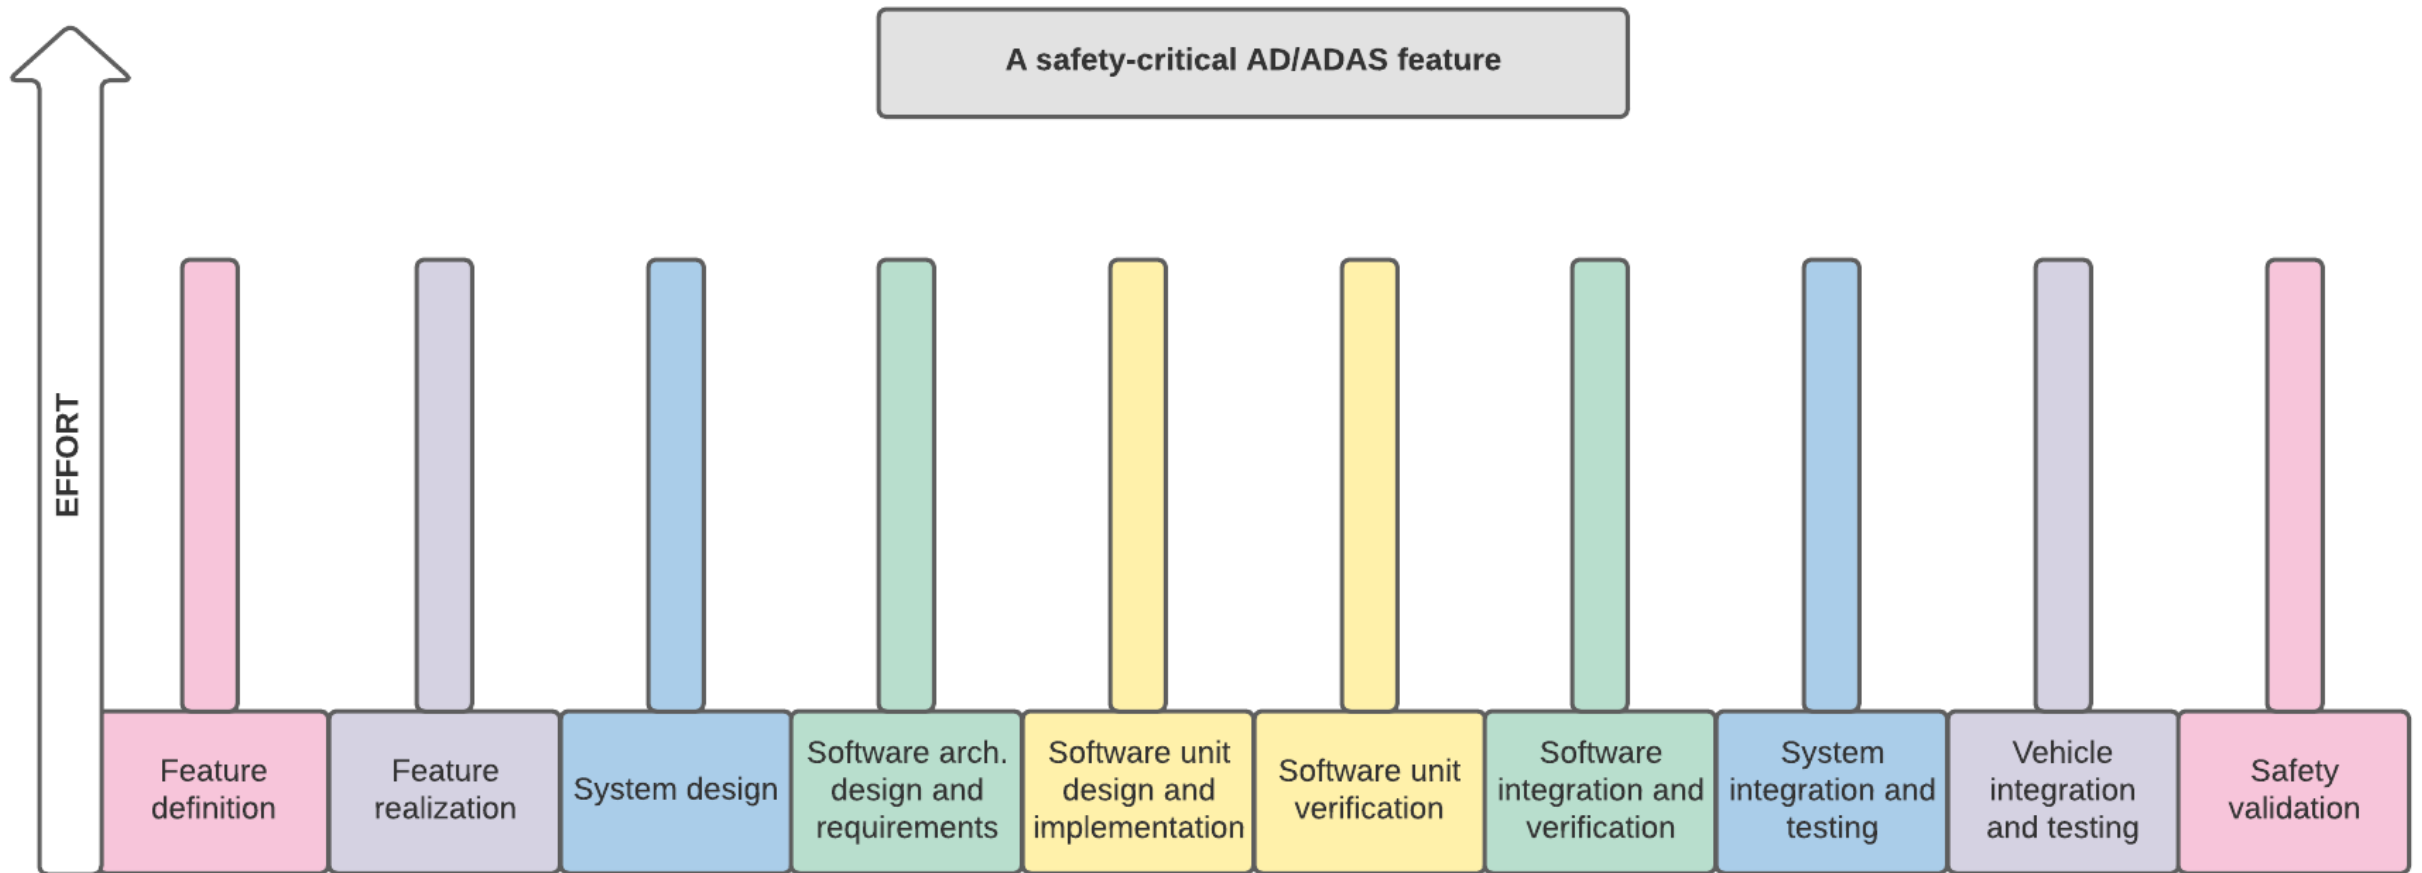 A safety-critical AD/ADAS feature
EFFORT
Feature
definition
Feature
realization
System design
Software arch.
design and
requirements
Software unit
design and
implementation
Software unit
verification
Software
integration and
verification
System
integration and
testing
Vehicle
integration
and testing
Safety
validation